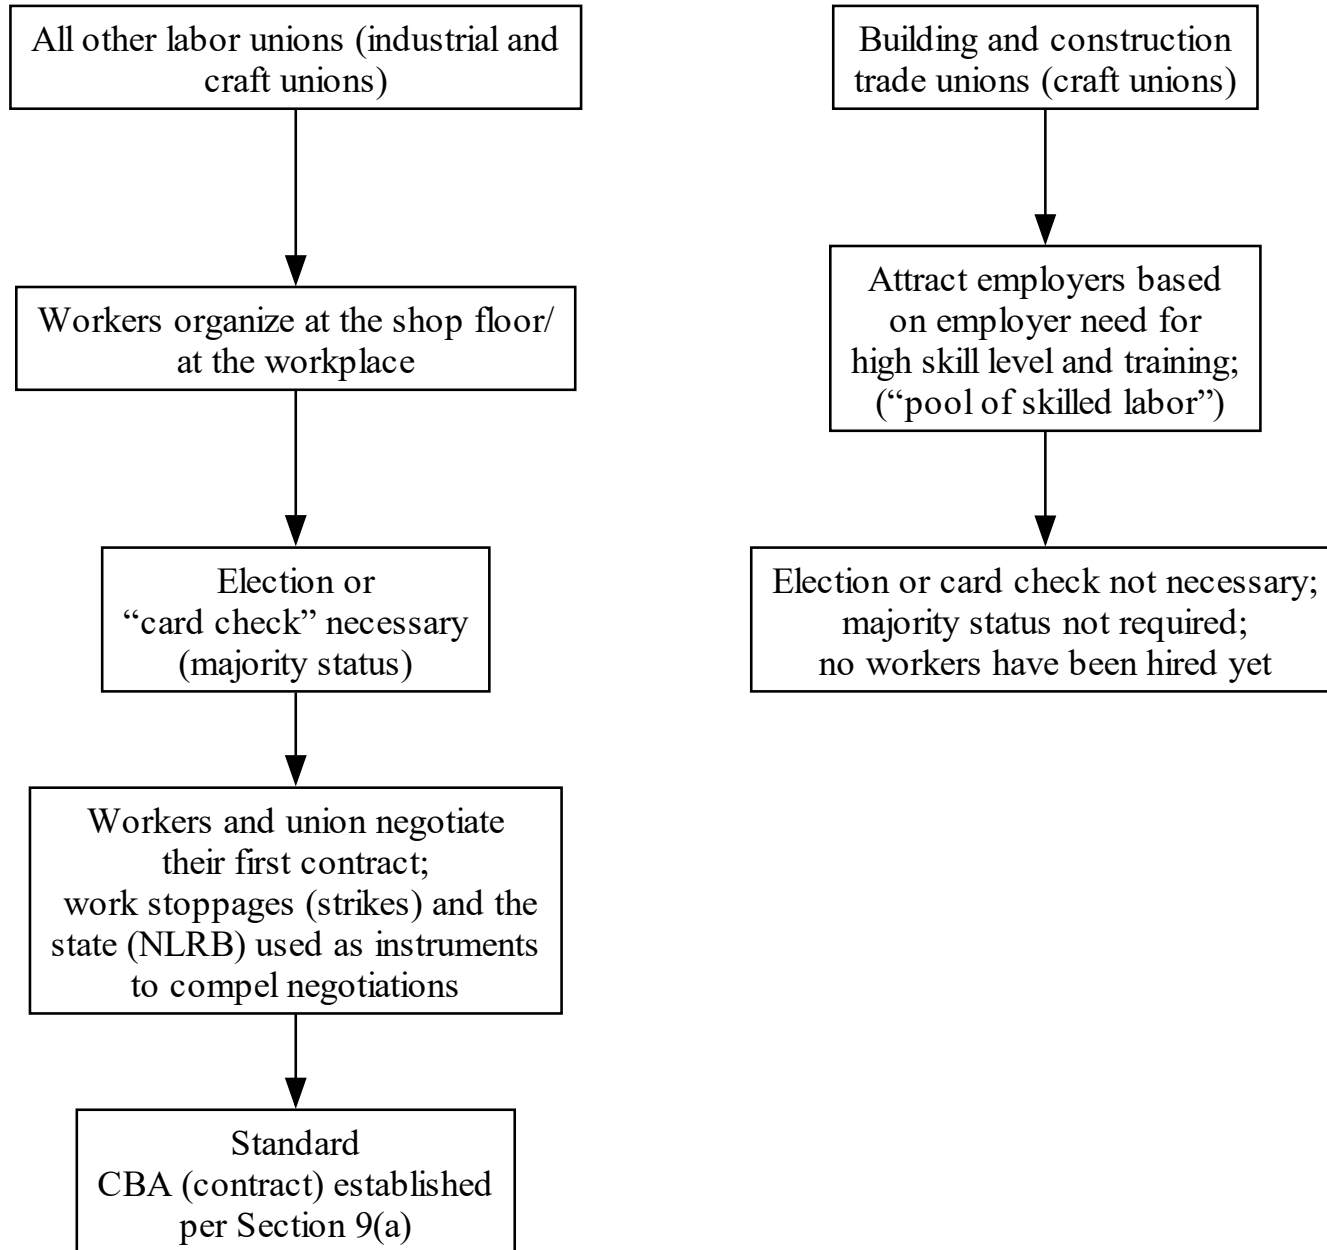 All other labor unions (industrial and
craft unions)
Workers organize at the shop floor/
at the workplace
Election or
“card check” necessary
(majority status)
Workers and union negotiate
their first contract;
work stoppages (strikes) and the
state (NLRB) used as instruments
to compel negotiations
Standard
CBA (contract) established
per Section 9(a)
Building and construction
trade unions (craft unions)
Attract employers based
on employer need for
high skill level and training;
(“pool of skilled labor”)
Election or card check not necessary;
majority status not required;
no workers have been hired yet